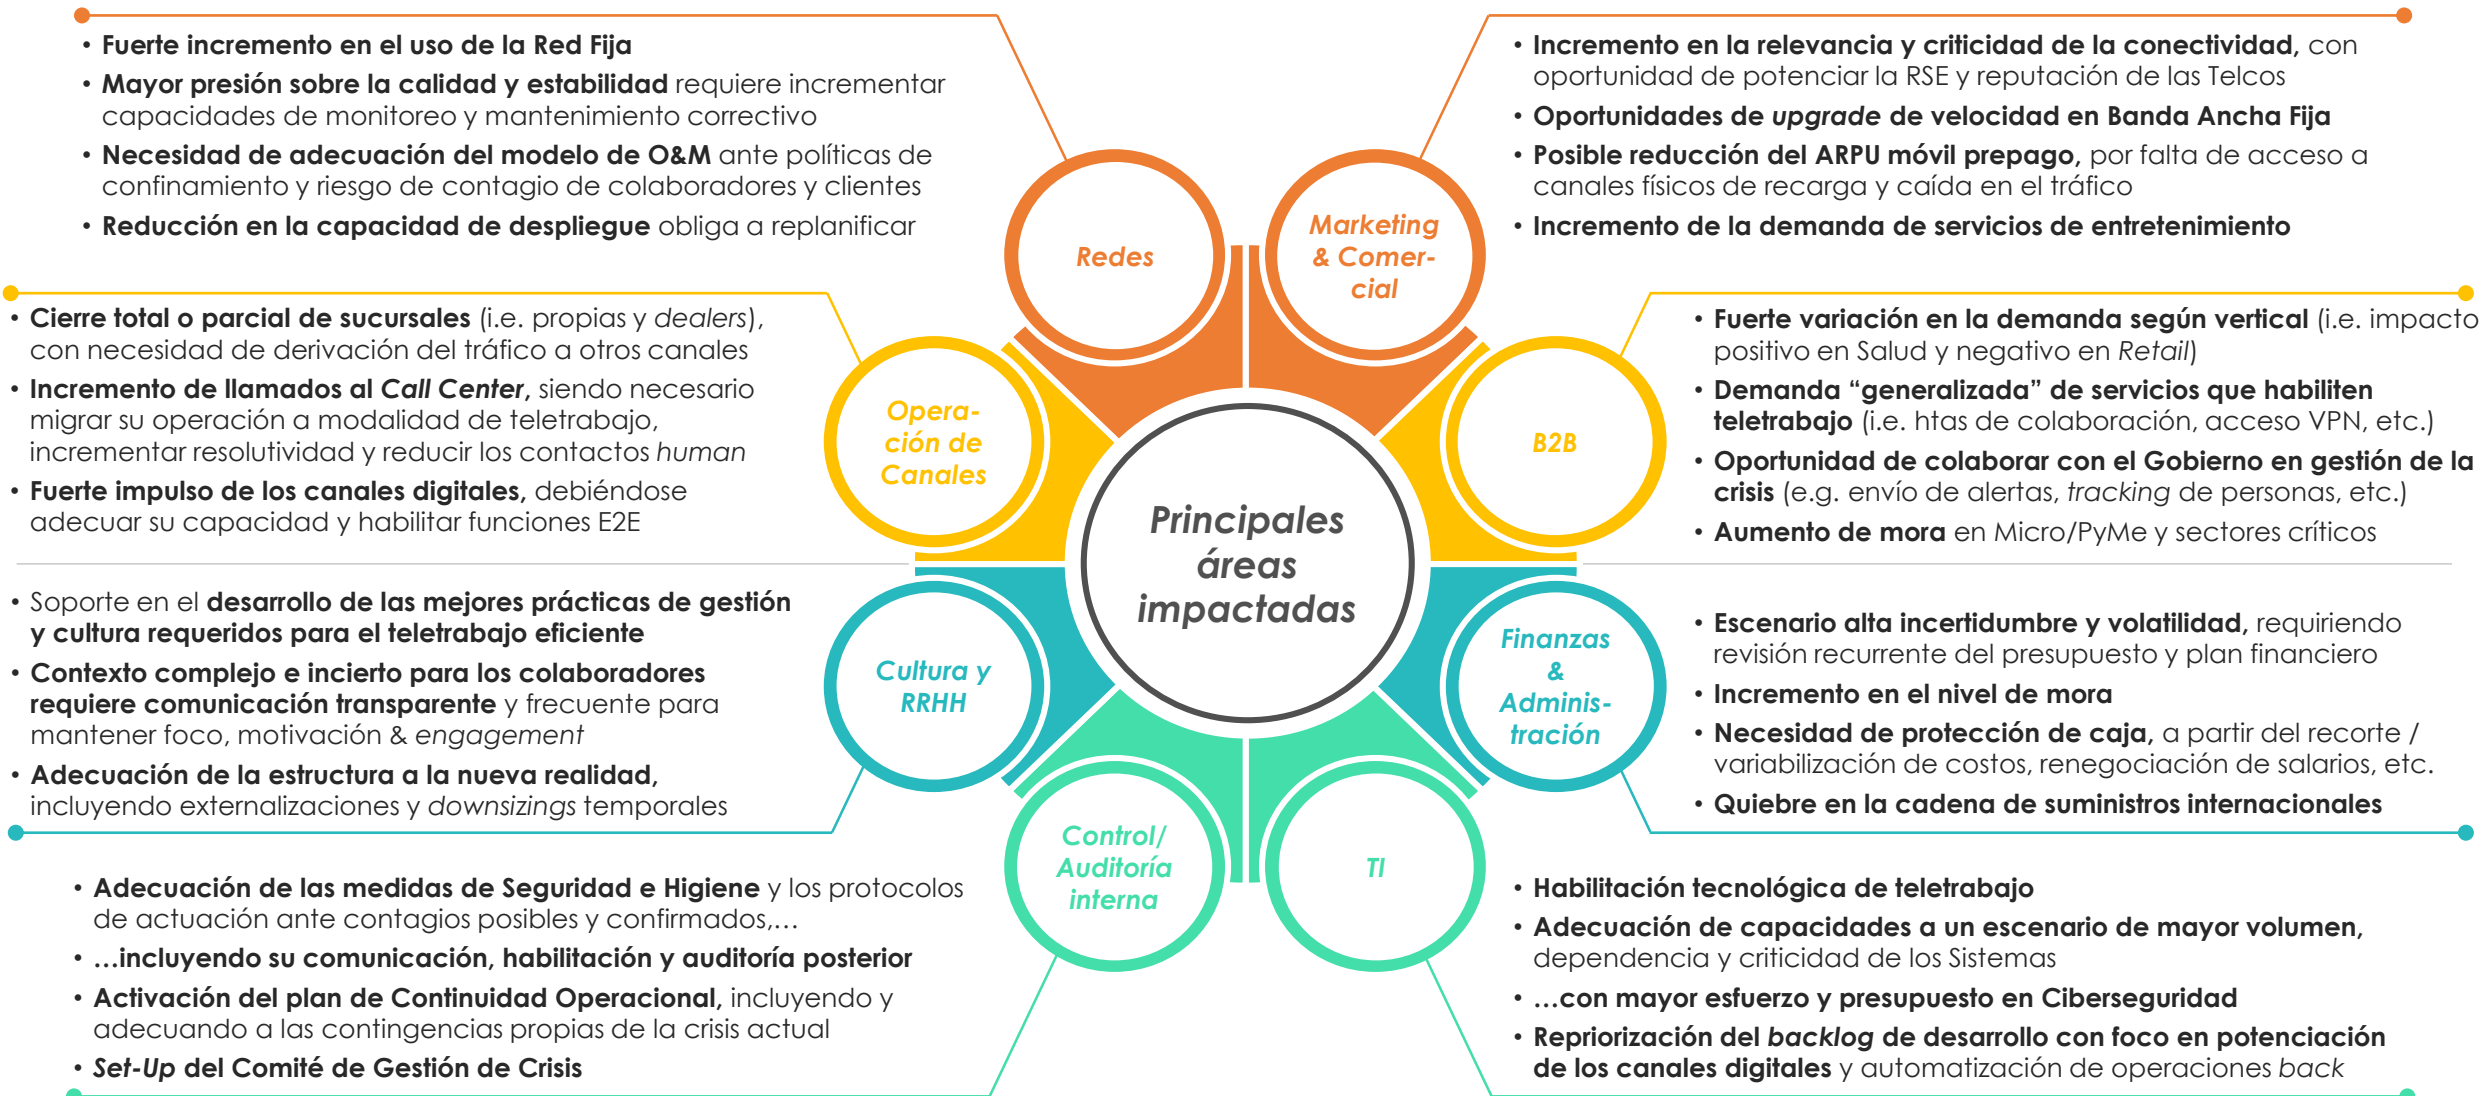 • Fuerte incremento en el uso de la Red Fija
• Mayor presión sobre la calidad y estabilidad requiere incrementar
capacidades de monitoreo y mantenimiento correctivo
• Necesidad de adecuación del modelo de O&M ante políticas de
confinamiento y riesgo de contagio de colaboradores y clientes
• Reducción en la capacidad de despliegue obliga a replanificar
Redes
• Incremento en la relevancia y criticidad de la conectividad, con
oportunidad de potenciar la RSE y reputación de las Telcos
• Oportunidades de upgrade de velocidad en Banda Ancha Fija
• Posible reducción del ARPU móvil prepago, por falta de acceso a
canales físicos de recarga y caída en el tráfico
• Incremento de la demanda de servicios de entretenimiento
Marketing
& Comer-
cial
• Cierre total o parcial de sucursales (i.e. propias y dealers),
con necesidad de derivación del tráfico a otros canales
• Incremento de llamados al Call Center, siendo necesario
migrar su operación a modalidad de teletrabajo,
incrementar resolutividad y reducir los contactos human
• Fuerte impulso de los canales digitales, debiéndose
adecuar su capacidad y habilitar funciones E2E
Opera-
ción de
Canales
• Fuerte variación en la demanda según vertical (i.e. impacto
positivo en Salud y negativo en Retail)
• Demanda “generalizada” de servicios que habiliten
teletrabajo (i.e. htas de colaboración, acceso VPN, etc.)
• Oportunidad de colaborar con el Gobierno en gestión de la
crisis (e.g. envío de alertas, tracking de personas, etc.)
• Aumento de mora en Micro/PyMe y sectores críticos
B2B
Principales
áreas
impactadas
• Soporte en el desarrollo de las mejores prácticas de gestión
y cultura requeridos para el teletrabajo eficiente
• Contexto complejo e incierto para los colaboradores
requiere comunicación transparente y frecuente para
mantener foco, motivación & engagement
• Adecuación de la estructura a la nueva realidad,
incluyendo externalizaciones y downsizings temporales
Cultura y
RRHH
• Escenario alta incertidumbre y volatilidad, requiriendo
revisión recurrente del presupuesto y plan financiero
• Incremento en el nivel de mora
• Necesidad de protección de caja, a partir del recorte /
variabilización de costos, renegociación de salarios, etc.
• Quiebre en la cadena de suministros internacionales
Finanzas
&
Adminis-
tración
• Adecuación de las medidas de Seguridad e Higiene y los protocolos
de actuación ante contagios posibles y confirmados,…
• …incluyendo su comunicación, habilitación y auditoría posterior
• Activación del plan de Continuidad Operacional, incluyendo y
adecuando a las contingencias propias de la crisis actual
• Set-Up del Comité de Gestión de Crisis
Control/
Auditoría
interna
• Habilitación tecnológica de teletrabajo
• Adecuación de capacidades a un escenario de mayor volumen,
dependencia y criticidad de los Sistemas
• …con mayor esfuerzo y presupuesto en Ciberseguridad
• Repriorización del backlog de desarrollo con foco en potenciación
de los canales digitales y automatización de operaciones back
TI